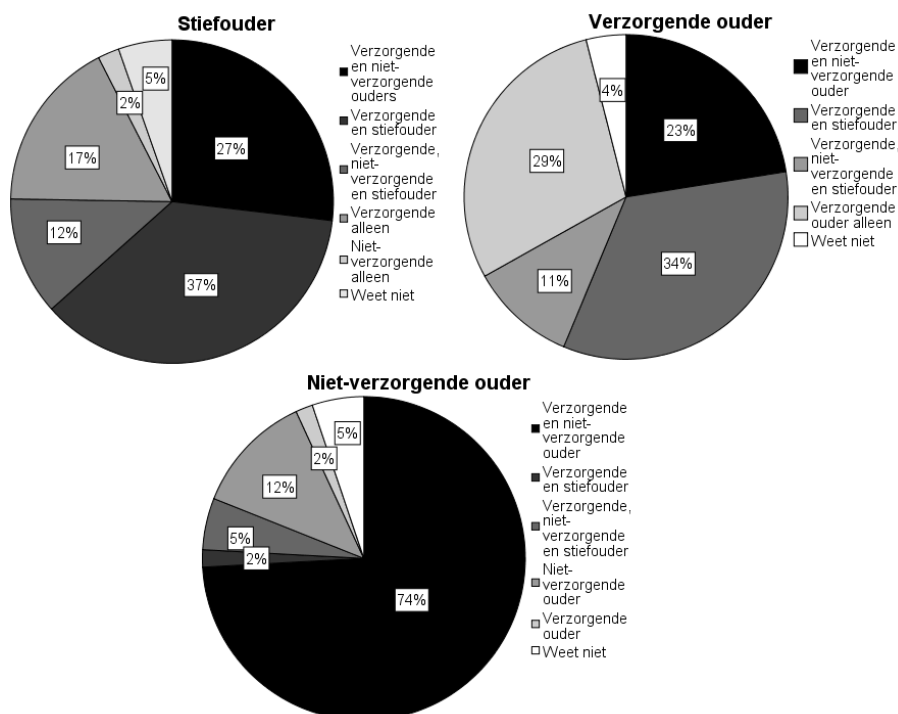 Stiefouder
5%
2%
27%
17%
12%
37%
Verzorgende
en niet-
verzorgende
ouders
Verzorgende
en stiefouder
Verzorgende,
niet-
verzorgende
en stiefouder
Verzorgende
alleen
Niet-
verzorgende
alleen
Weet niet
Verzorgende ouder
4%
23%
29%
34%
11%
Verzorgende
en niet-
verzorgende
ouder
Verzorgende
en stiefouder
Verzorgende,
niet-
verzorgende
en stiefouder
Verzorgende
ouder alleen
Weet niet
Niet-verzorgende ouder
5%
2%
12%
5%
2%
74%
Verzorgende
en niet-
verzorgende
ouder
Verzorgende
en stiefouder
Verzorgende,
niet-
verzorgende
en stiefouder
Niet-
verzorgende
ouder
Verzorgende
ouder
Weet niet